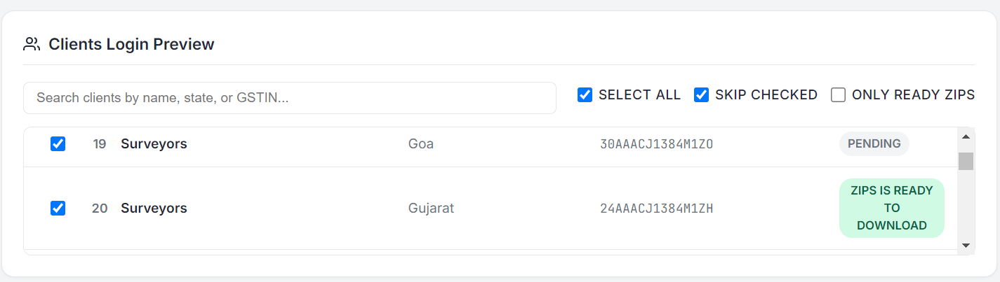 Clients Login Preview
Search clients by name, state, or GSTIN...
SELECT ALL
SKIP CHECKED
ONLY READY ZIPS
19 Surveyors Goa 30AAACJ1384M1ZO PENDING
20 Surveyors Gujarat 24AAACJ1384M1ZH
ZIPS IS READY
TO
DOWNLOAD